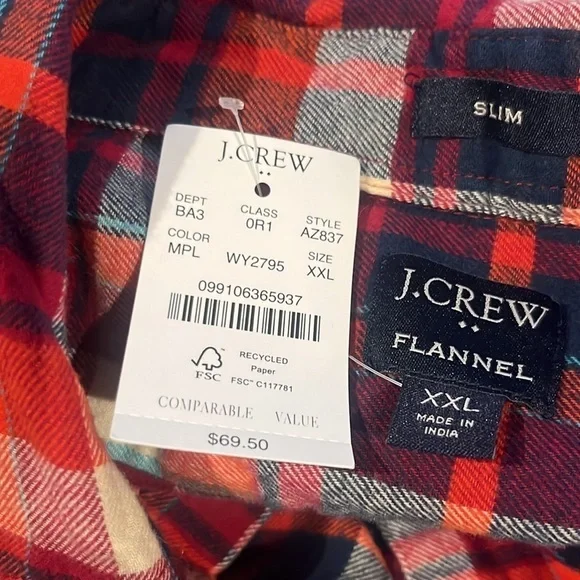 SLIM
J.CREW
DEPT CLASS STYLE
BA3 0R1 AZ837
COLOR SIZE
MPL WY2795 XXL
099106365937
FSC
RECYCLED
Paper
FSC™ C117781
COMPARABLE VALUE
$69.50
J.CREW
FLANNEL
XXL
MADE IN
INDIA